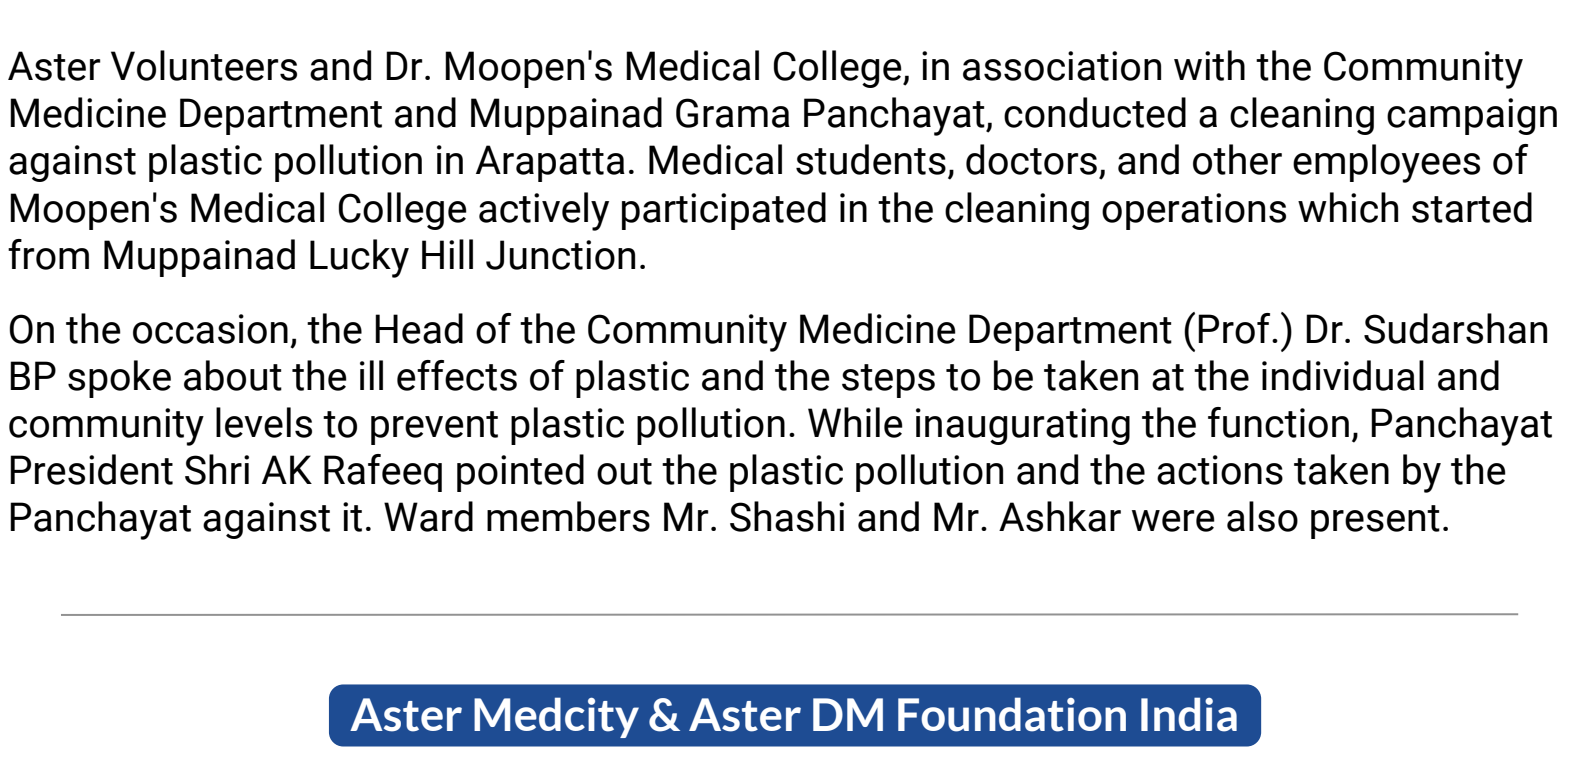 Aster Volunteers and Dr. Moopen's Medical College, in association with the Community
Medicine Department and Muppainad Grama Panchayat, conducted a cleaning campaign
against plastic pollution in Arapatta. Medical students, doctors, and other employees of
Moopen's Medical College actively participated in the cleaning operations which started
from Muppainad Lucky Hill Junction.
On the occasion, the Head of the Community Medicine Department (Prof.) Dr. Sudarshan
BP spoke about the ill effects of plastic and the steps to be taken at the individual and
community levels to prevent plastic pollution. While inaugurating the function, Panchayat
President Shri AK Rafeeq pointed out the plastic pollution and the actions taken by the
Panchayat against it. Ward members Mr. Shashi and Mr. Ashkar were also present.
Aster Medcity & Aster DM Foundation India